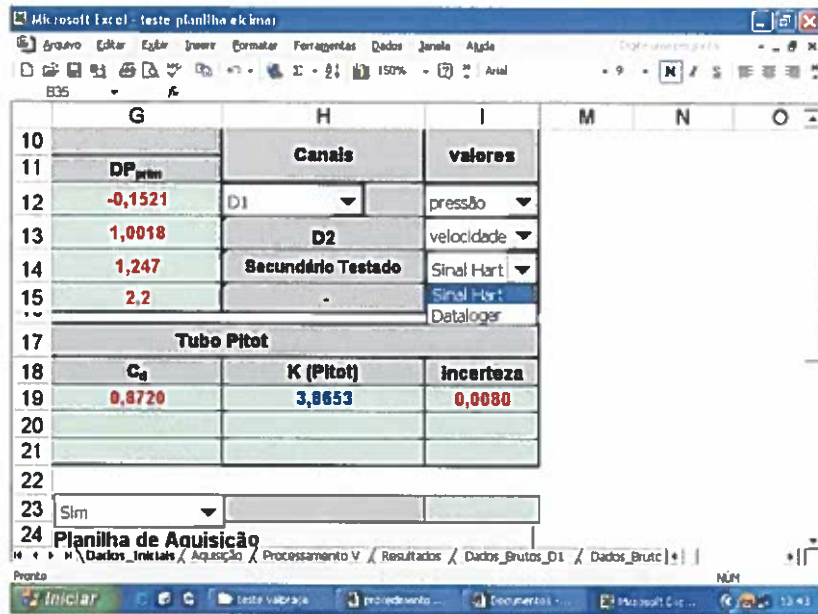 Microsoft Excel - teste planilha ekimar
Arquivo Editar Exibir Inserir Formatar Ferramentas Dados Janela Ajuda
150% Arial 9 N I S
B35 fx
G H I M N O
10 Canais valores
11 DPprim
12 -0,1521 D1 pressão
13 1,0018 D2 velocidade
14 1,247 Secundário Testado Sinal Hart
15 2,2 - Sinal Hart
Dataloger
17 Tubo Pitot
18 Cd K (Pitot) incerteza
19 0,8720 3,8653 0,0080
20
21
22
23 Sim
24 Planilha de Aquisição
Dados_Iniciais / Aquisição / Processamento V / Resultados / Dados_Brutos_D1 / Dados_Brutc
Pronto NÚM
Iniciar teste valbraga procedimento ... Documentos - ... Microsoft Exc... 13:43